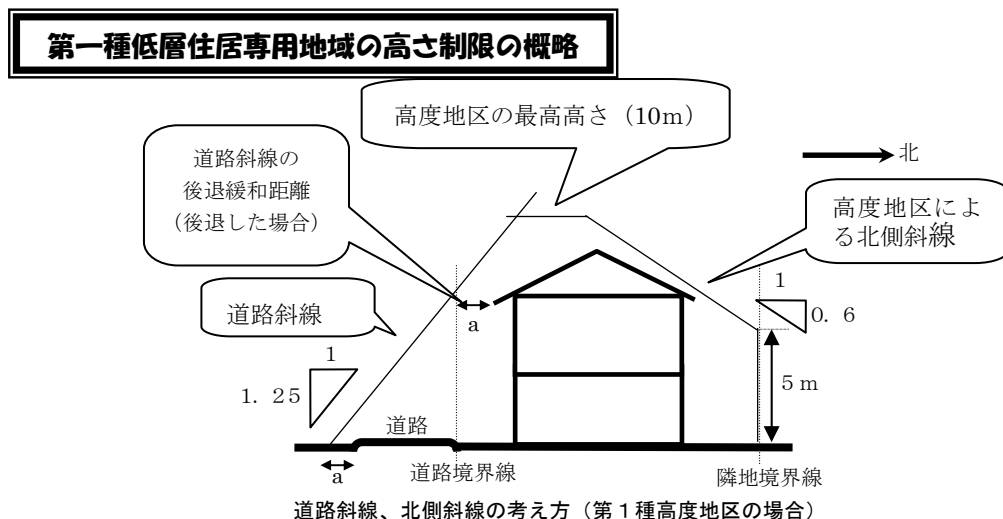 第一種低層住居専用地域の高さ制限の概略
高度地区の最高高さ（10m）
道路斜線の
後退緩和距離
（後退した場合）
北
高度地区によ
る北側斜線
道路斜線
a
1
0. 6
1
1. 25
5m
道路
a
道路境界線
隣地境界線
道路斜線、北側斜線の考え方（第１種高度地区の場合）